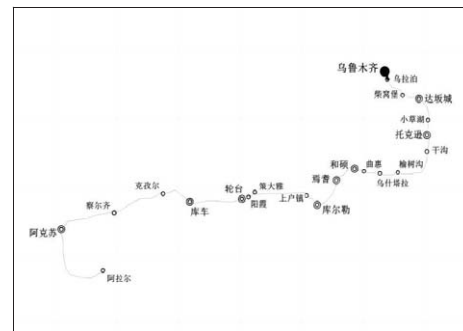 乌鲁木齐
乌拉泊
柴窝堡
达坂城
小草湖
托克逊
干沟
和硕
曲惠
榆树沟
乌什塔拉
焉耆
克孜尔
轮台
策大雅
上户镇
阳霞
库尔勒
库车
察尔齐
阿克苏
阿拉尔